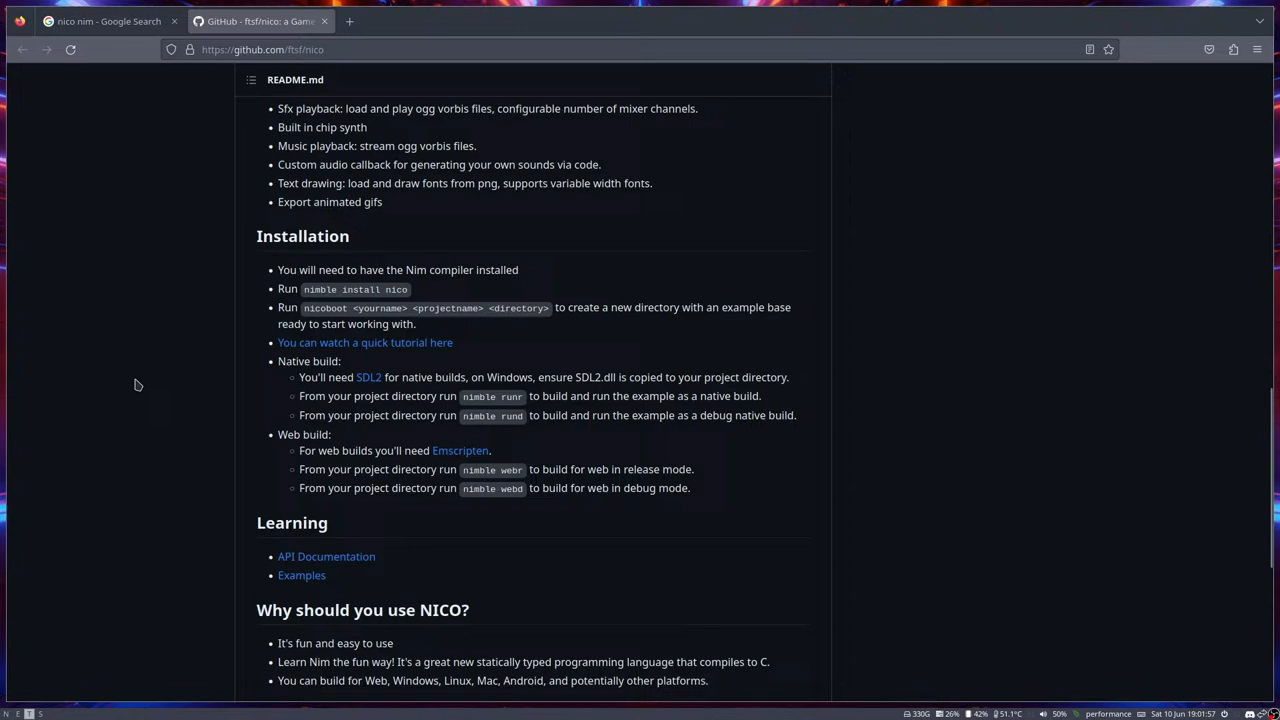 nico nim - Google Search
GitHub - ftsf/nico: a Game
https://github.com/ftsf/nico
README.md
Sfx playback: load and play ogg vorbis files, configurable number of mixer channels.
Built in chip synth
Music playback: stream ogg vorbis files.
Custom audio callback for generating your own sounds via code.
Text drawing: load and draw fonts from png, supports variable width fonts.
Export animated gifs
Installation
You will need to have the Nim compiler installed
Run nimble install nico
Run nicoboot <yourname> <projectname> <directory> to create a new directory with an example base
ready to start working with.
You can watch a quick tutorial here
Native build:
You'll need SDL2 for native builds, on Windows, ensure SDL2.dll is copied to your project directory.
From your project directory run nimble runr to build and run the example as a native build.
From your project directory run nimble rund to build and run the example as a debug native build.
Web build:
For web builds you'll need Emscripten.
From your project directory run nimble webr to build for web in release mode.
From your project directory run nimble webd to build for web in debug mode.
Learning
API Documentation
Examples
Why should you use NICO?
It's fun and easy to use
Learn Nim the fun way! It's a great new statically typed programming language that compiles to C.
You can build for Web, Windows, Linux, Mac, Android, and potentially other platforms.
N E T S 330G 26% 42% 51.1°C 50% performance Sat 10 Jun 19:01:57